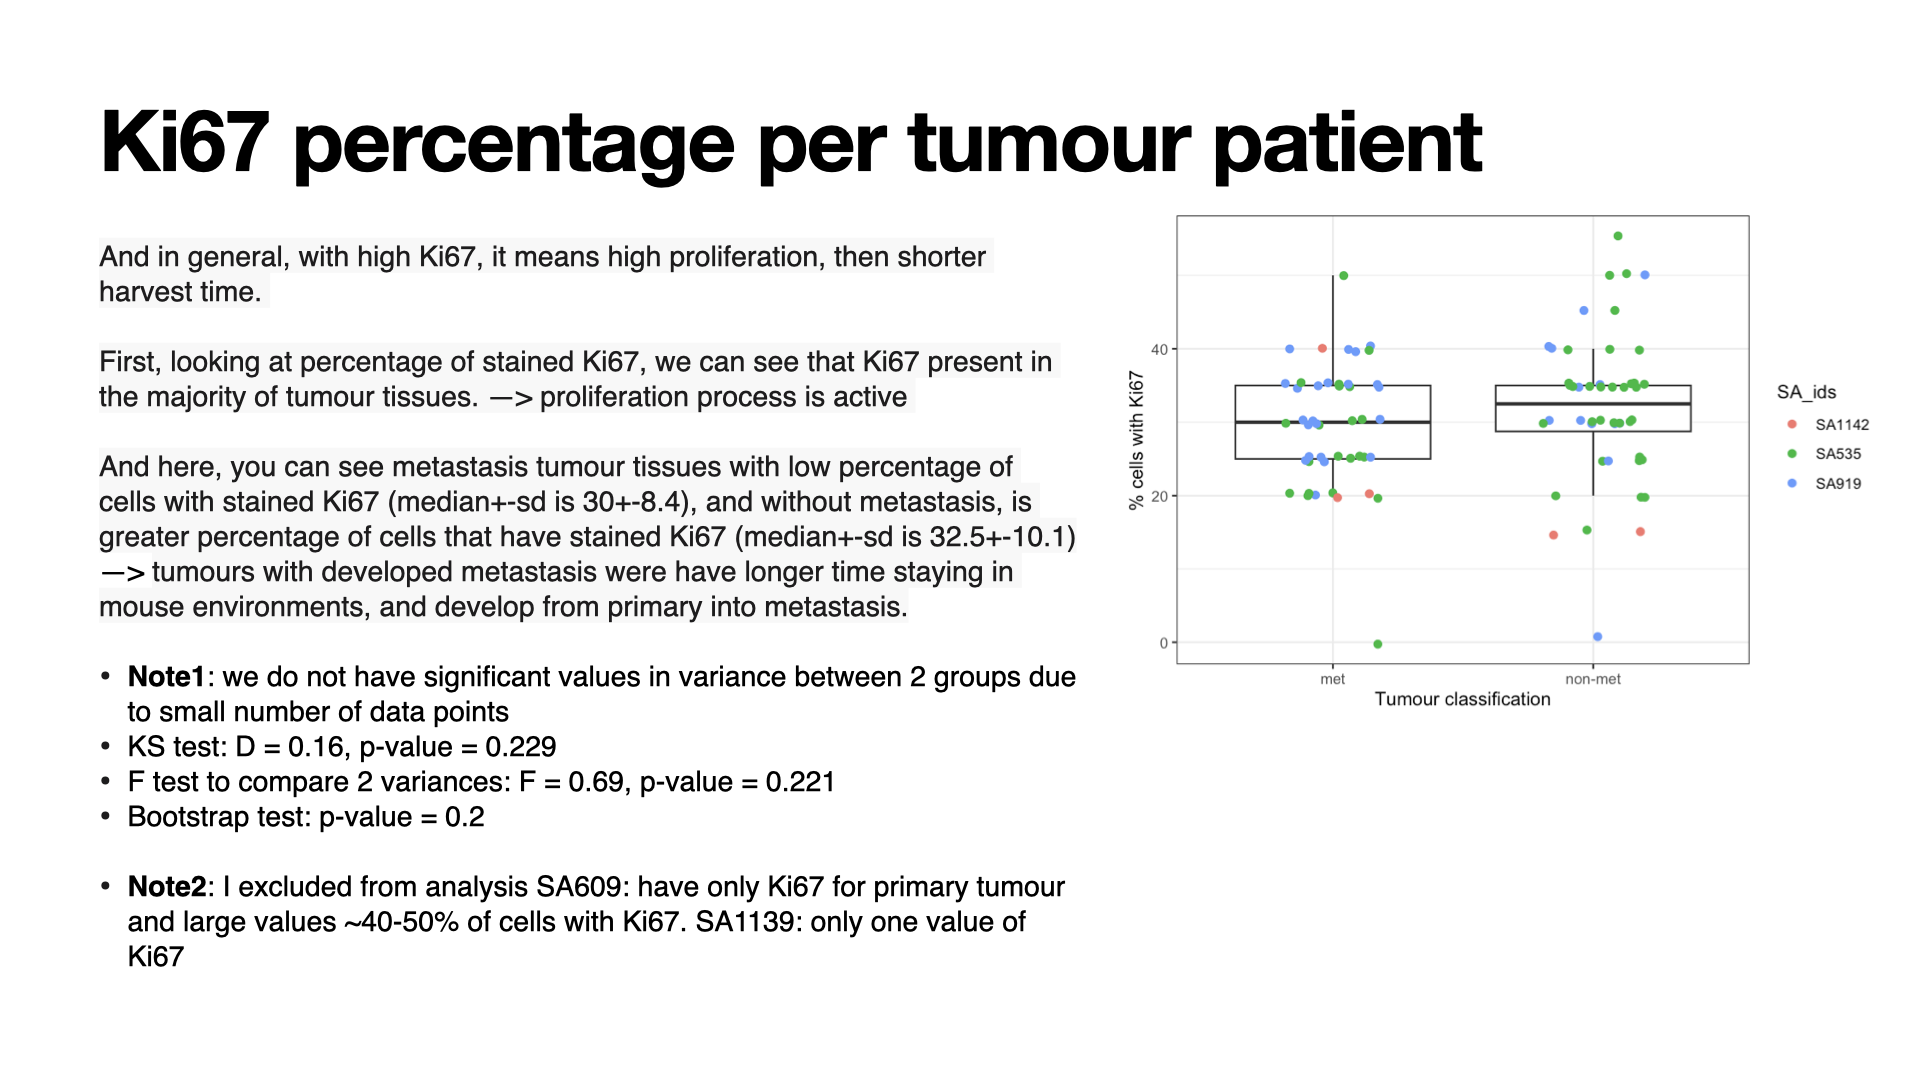 Ki67 percentage per tumour patient
And in general, with high Ki67, it means high proliferation, then shorter
harvest time.
First, looking at percentage of stained Ki67, we can see that Ki67 present in
the majority of tumour tissues. —> proliferation process is active
And here, you can see metastasis tumour tissues with low percentage of
cells with stained Ki67 (median+-sd is 30+-8.4), and without metastasis, is
greater percentage of cells that have stained Ki67 (median+-sd is 32.5+-10.1)
—> tumours with developed metastasis were have longer time staying in
mouse environments, and develop from primary into metastasis.
• Note1: we do not have significant values in variance between 2 groups due
to small number of data points
• KS test: D = 0.16, p-value = 0.229
• F test to compare 2 variances: F = 0.69, p-value = 0.221
• Bootstrap test: p-value = 0.2
• Note2: I excluded from analysis SA609: have only Ki67 for primary tumour
and large values ~40-50% of cells with Ki67. SA1139: only one value of
Ki67
% cells with Ki67
40
20
0
met
non-met
Tumour classification
SA_ids
SA1142
SA535
SA919